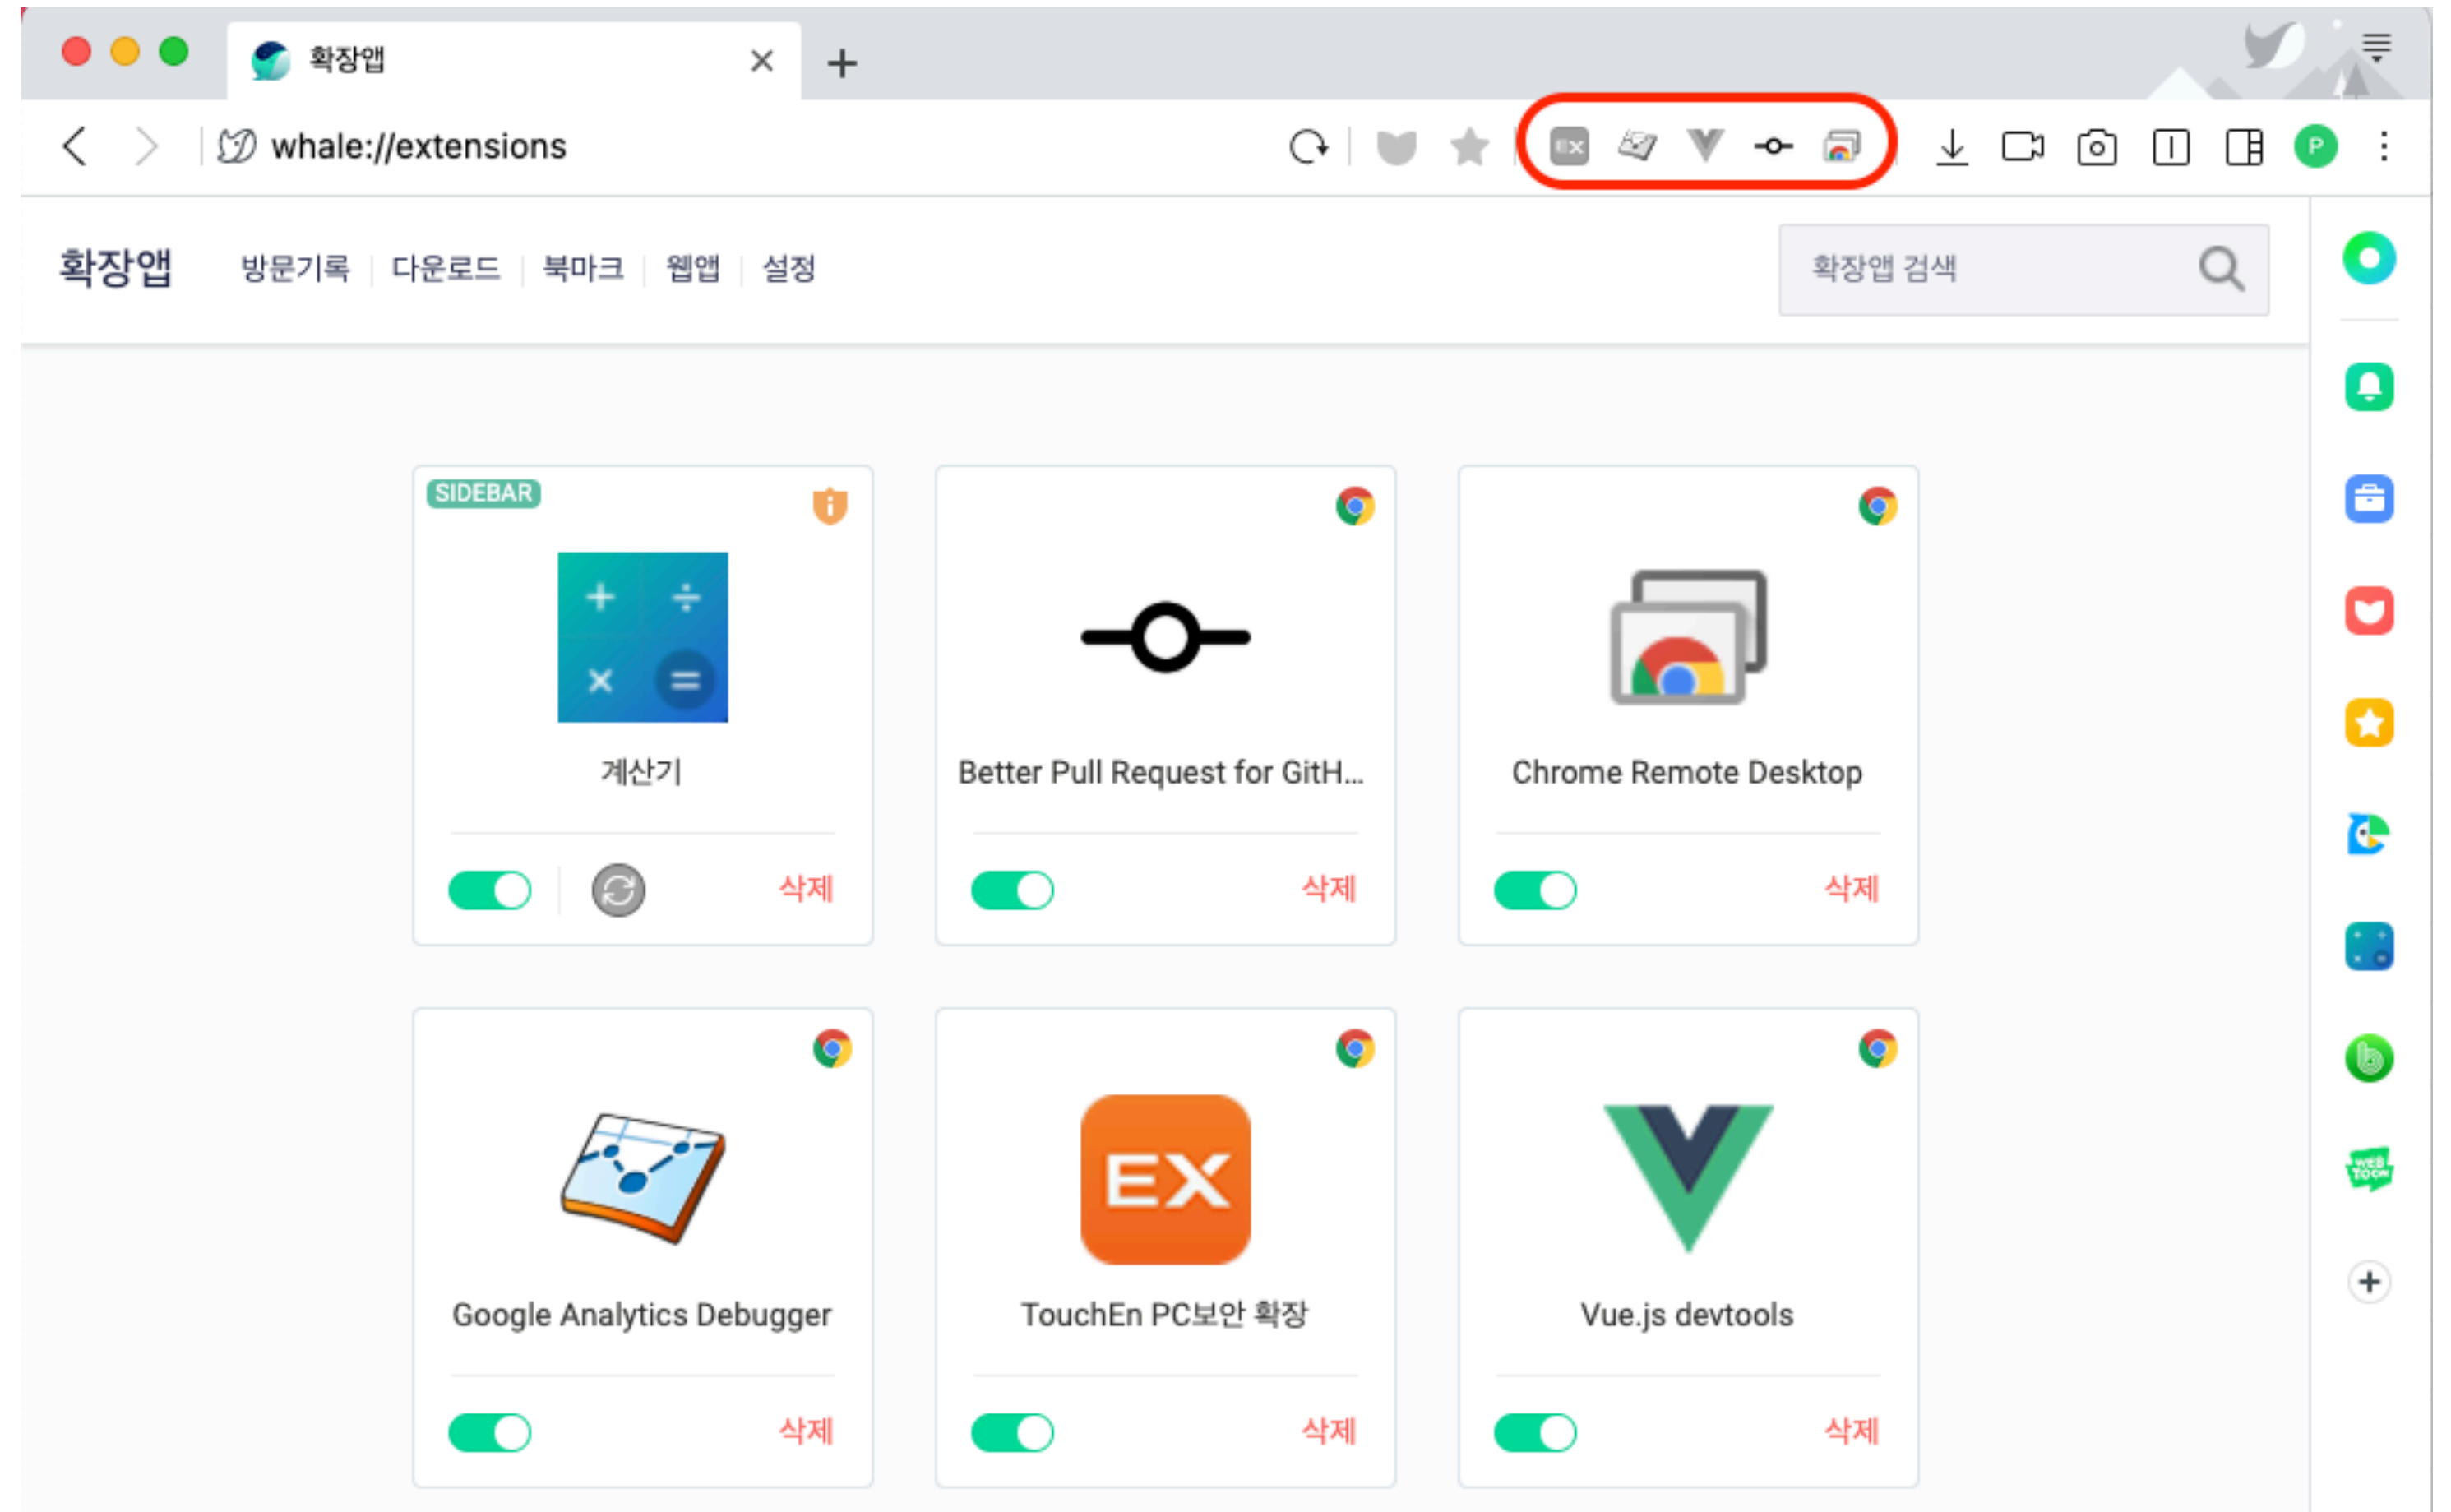 확장앱
whale://extensions
EX
P
확장앱 방문기록 다운로드 북마크 웹앱 설정 확장앱 검색
SIDEBAR
계산기
Better Pull Request for GitH...
Chrome Remote Desktop
삭제
삭제
삭제
EX
Google Analytics Debugger
TouchEn PC보안 확장
Vue.js devtools
삭제
삭제
삭제
b
WEB
TOON